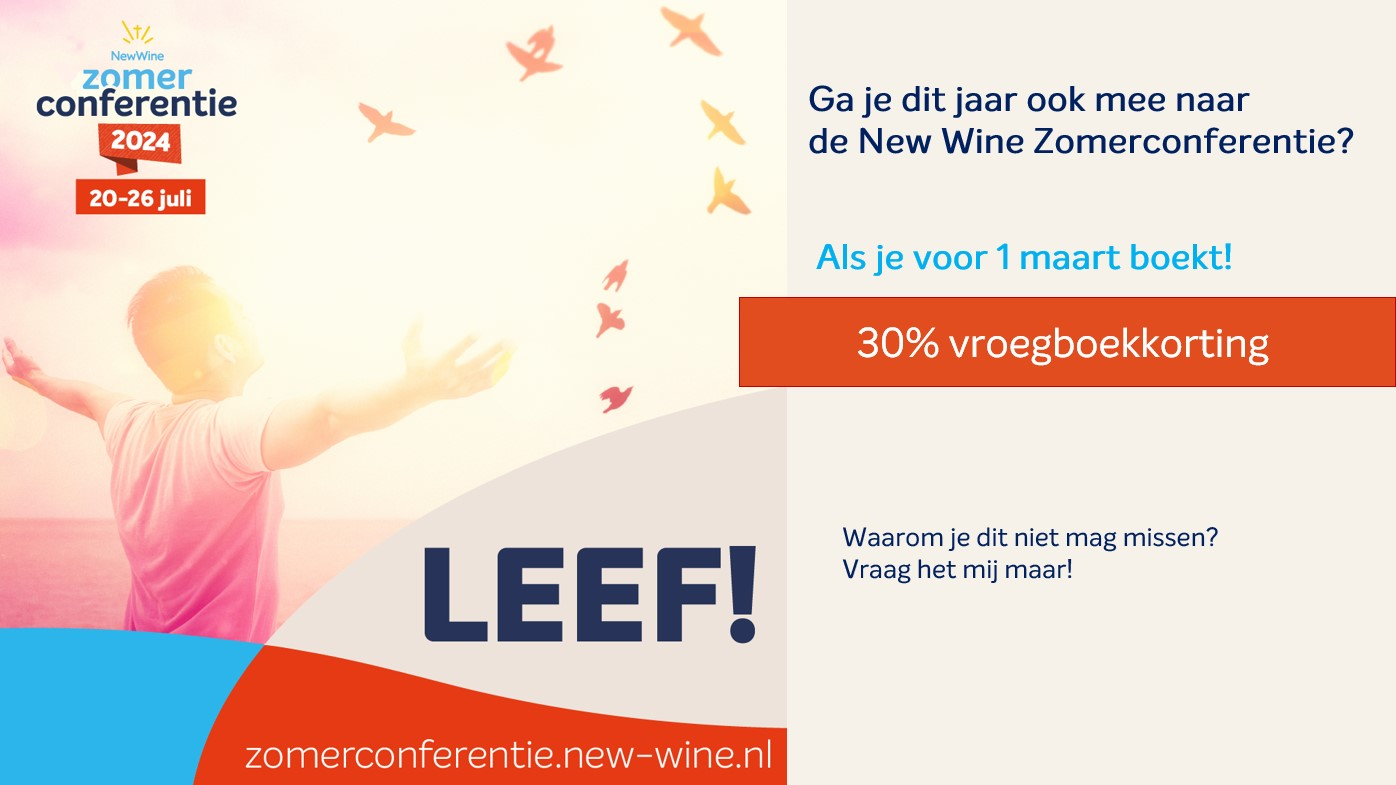 NewWine
zomer
conferentie
2024
20-26 juli
Ga je dit jaar ook mee naar
de New Wine Zomerconferentie?
Als je voor 1 maart boekt!
30% vroegboekkorting
Waarom je dit niet mag missen?
Vraag het mij maar!
LEEF!
zomerconferentie.new-wine.nl